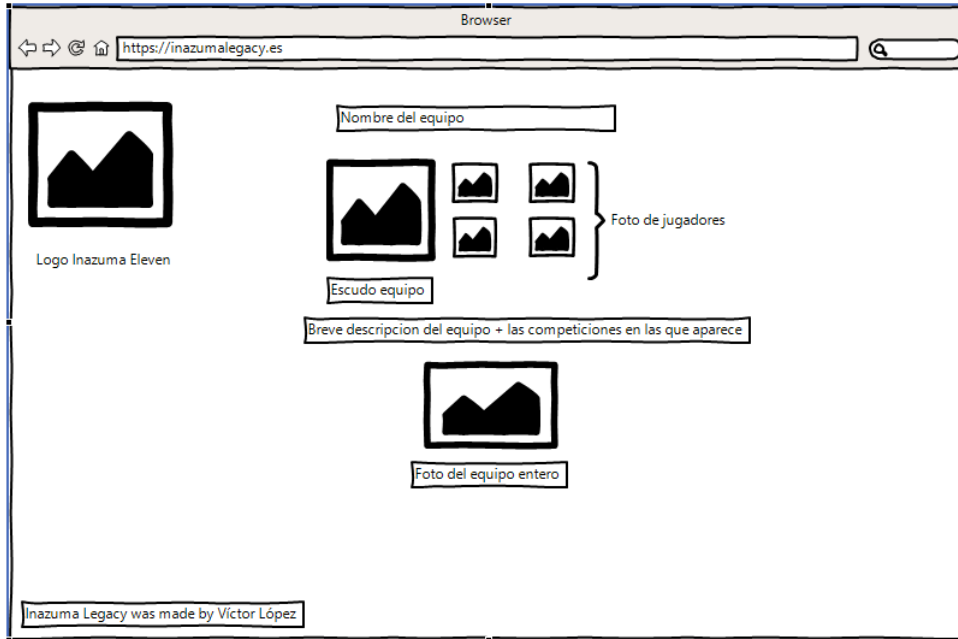 Browser
https://inazumalegacy.es
Nombre del equipo
Foto de jugadores
Logo Inazuma Eleven
Escudo equipo
Breve descripcion del equipo + las competiciones en las que aparece
Foto del equipo entero
Inazuma Legacy was made by Víctor López